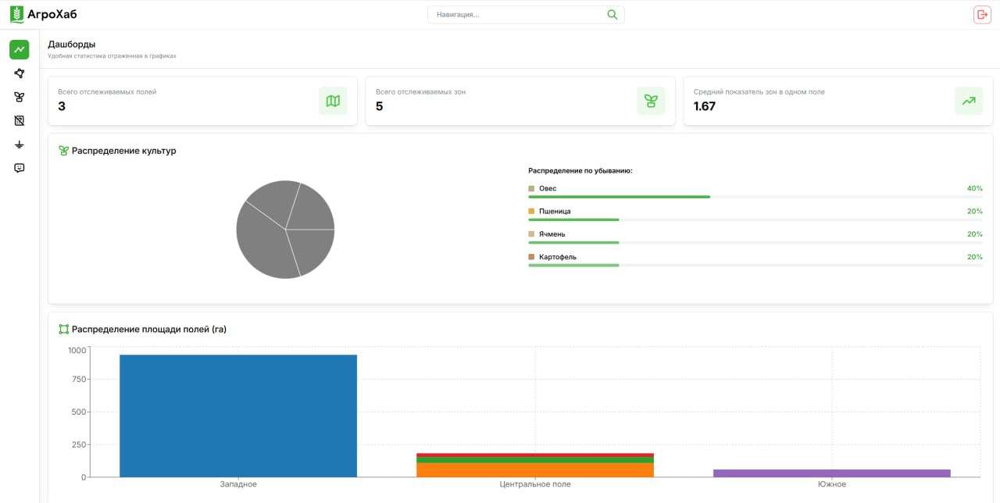 АгроХаб
Навигация...
Дашборды
Удобная статистика отраженная в графиках
Всего отслеживаемых полей
3
Всего отслеживаемых зон
5
Средний показатель зон в одном поле
1.67
Распределение культур
Распределение по убыванию:
Овес 40%
Пшеница 20%
Ячмень 20%
Картофель 20%
Распределение площади полей (га)
1000
750
500
250
0
Западное Центральное поле Южное